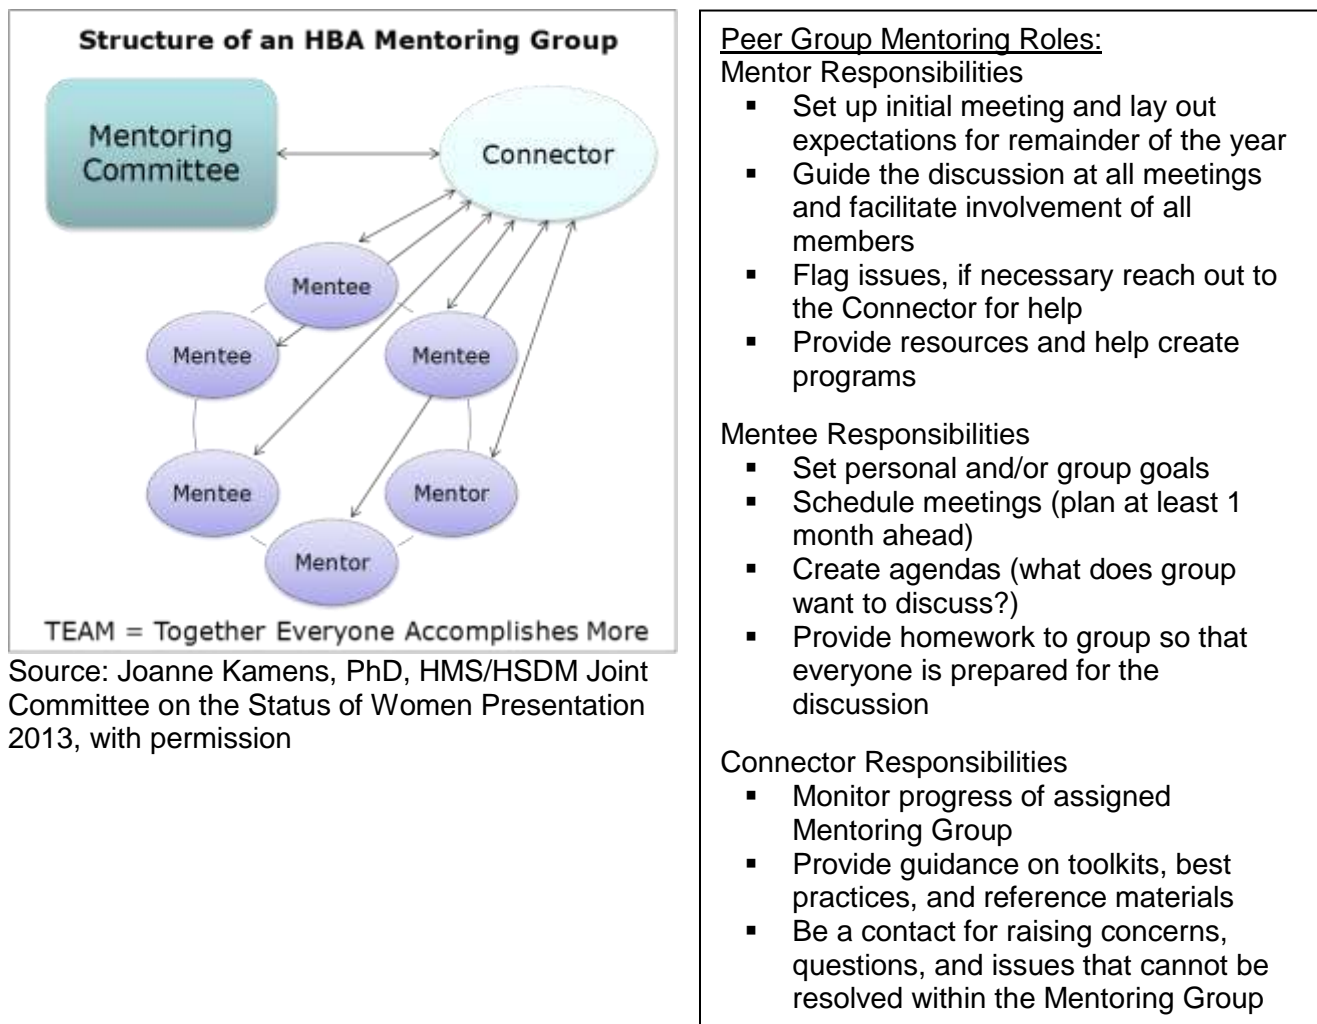 Structure of an HBA Mentoring Group
Mentoring
Committee
Connector
Mentee
Mentee
Mentee
Mentee
Mentor
Mentor
TEAM = Together Everyone Accomplishes More
Source: Joanne Kamens, PhD, HMS/HSDM Joint
Committee on the Status of Women Presentation
2013, with permission
Peer Group Mentoring Roles:
Mentor Responsibilities
▪ Set up initial meeting and lay out
expectations for remainder of the year
▪ Guide the discussion at all meetings
and facilitate involvement of all
members
▪ Flag issues, if necessary reach out to
the Connector for help
▪ Provide resources and help create
programs
Mentee Responsibilities
▪ Set personal and/or group goals
▪ Schedule meetings (plan at least 1
month ahead)
▪ Create agendas (what does group
want to discuss?)
▪ Provide homework to group so that
everyone is prepared for the
discussion
Connector Responsibilities
▪ Monitor progress of assigned
Mentoring Group
▪ Provide guidance on toolkits, best
practices, and reference materials
▪ Be a contact for raising concerns,
questions, and issues that cannot be
resolved within the Mentoring Group